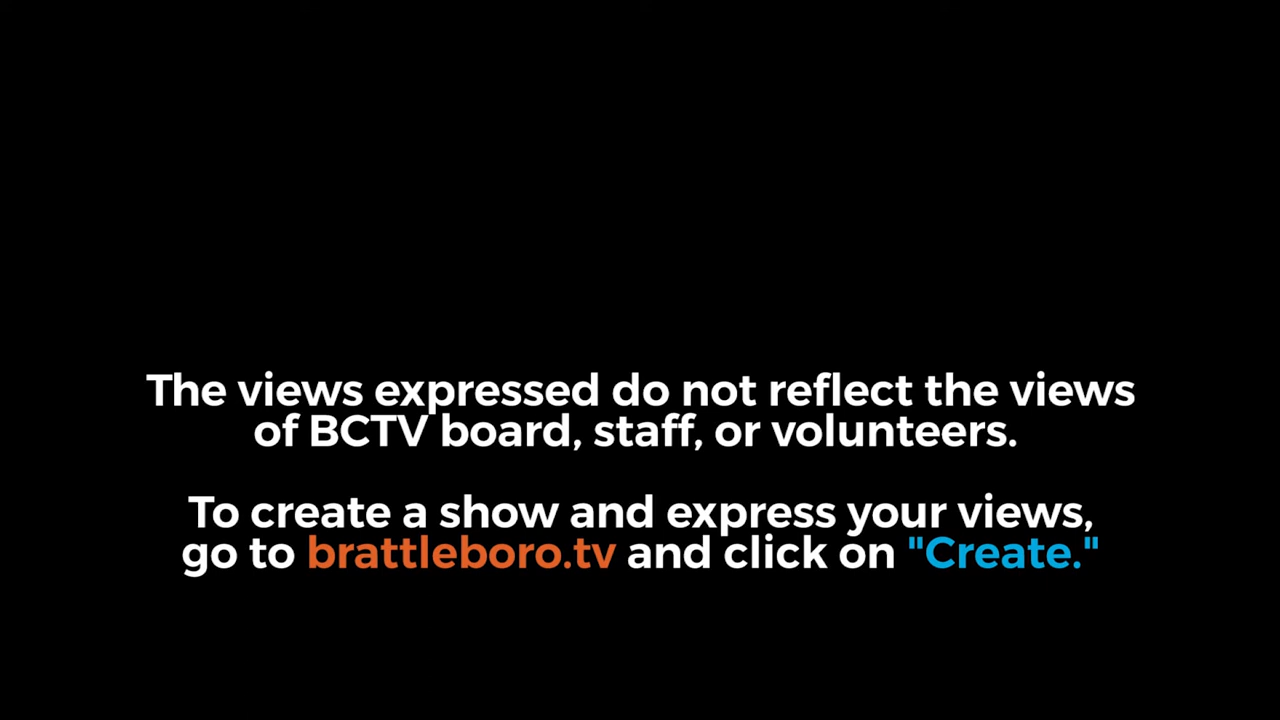 The views expressed do not reflect the views
of BCTV board, staff, or volunteers.
To create a show and express your views,
go to brattleboro.tv and click on "Create."